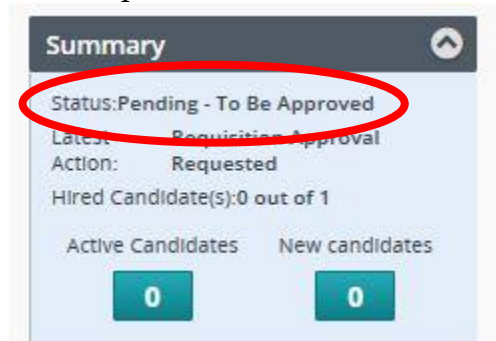 Summary
Status:Pending - To Be Approved
Latest Requisition Approval
Action: Requested
Hired Candidate(s):0 out of 1
Active Candidates New candidates
0 0